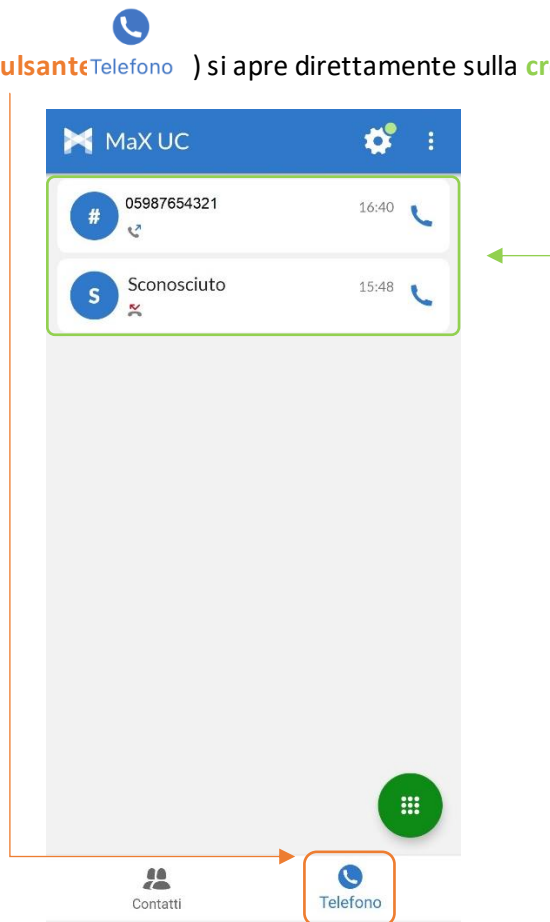 ulsante Telefono ) si apre direttamente sulla cr
MaX UC
# 05987654321 16:40
S Sconosciuto 15:48
Contatti Telefono